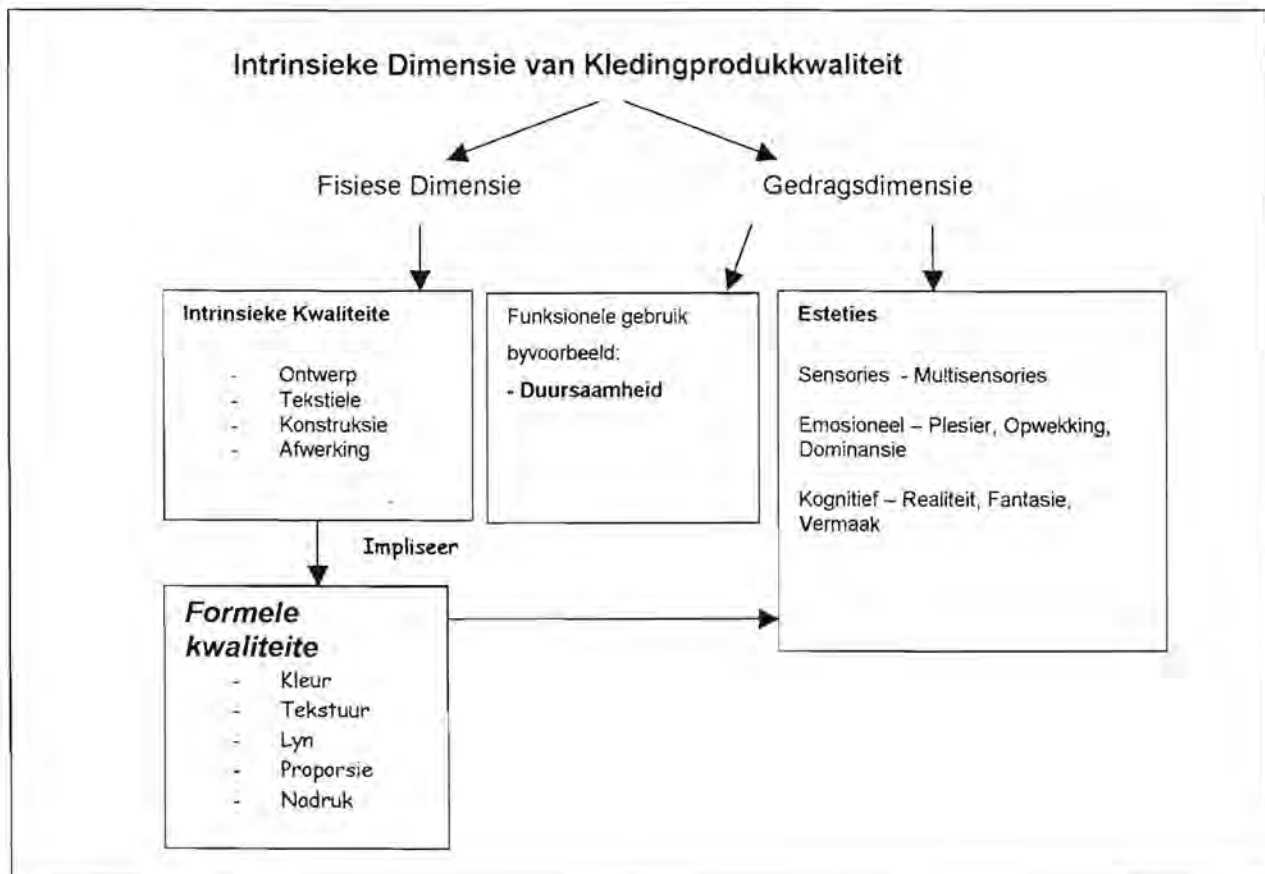 Intrinsieke Dimensie van Kledingprodukkwaliteit
Fisiese Dimensie
Gedragsdimensie
Intrinsieke Kwaliteite
- Ontwerp
- Tekstiele
- Konstruksie
- Afwerking
Funksionele gebruik
byvoorbeeld:
- Duursaamheid
Esteties
Sensories - Multisensories
Emosioneel – Plesier, Opwekking,
Dominansie
Kognitief – Realiteit, Fantasie,
Vermaak
Impliseer
Formele
kwaliteite
- Kleur
- Tekstuur
- Lyn
- Proporsie
- Nadruk